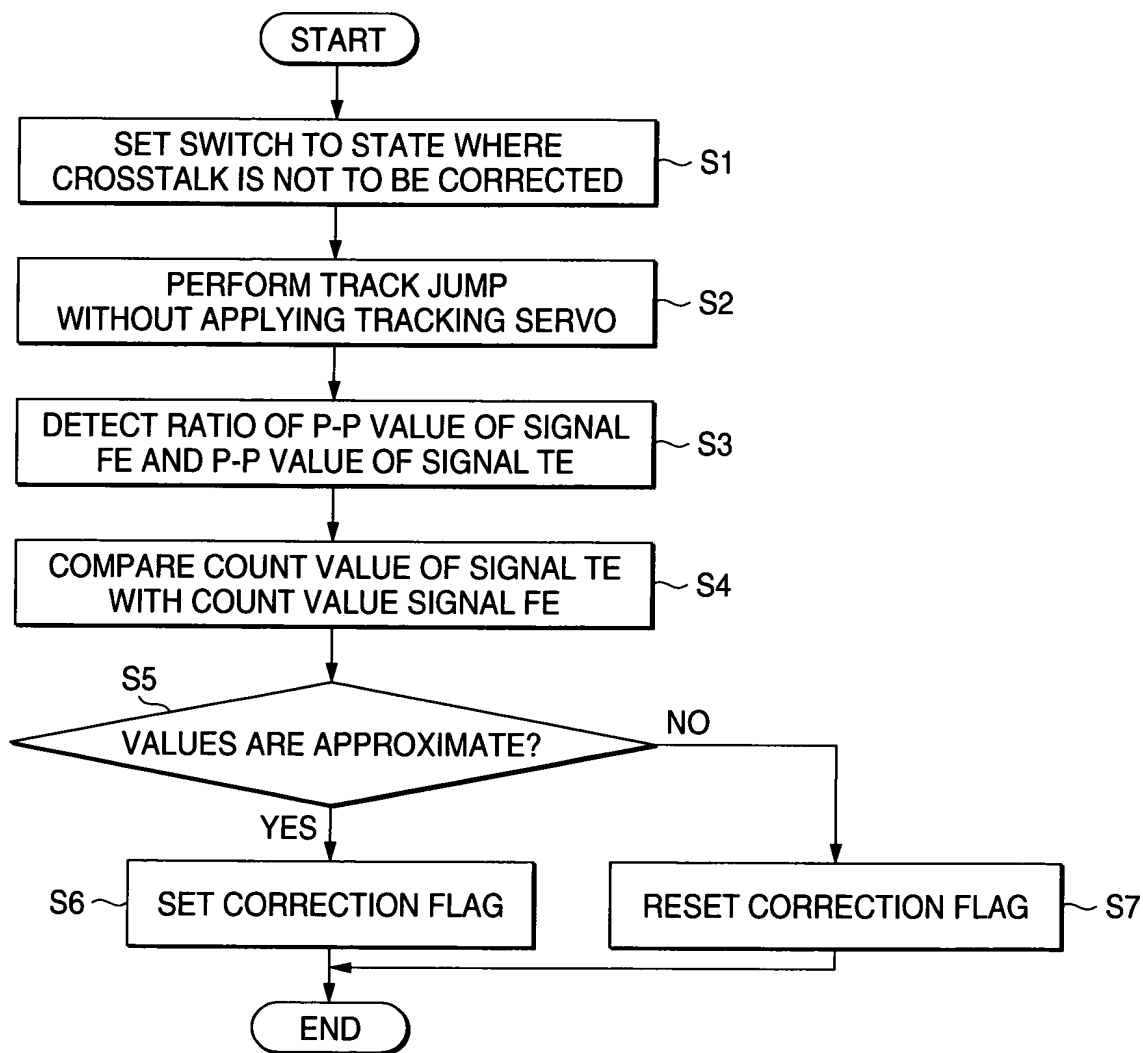 START
SET SWITCH TO STATE WHERE
CROSSTALK IS NOT TO BE CORRECTED
S1
PERFORM TRACK JUMP
WITHOUT APPLYING TRACKING SERVO
S2
DETECT RATIO OF P-P VALUE OF SIGNAL
FE AND P-P VALUE OF SIGNAL TE
S3
COMPARE COUNT VALUE OF SIGNAL TE
WITH COUNT VALUE SIGNAL FE
S4
S5
VALUES ARE APPROXIMATE?
NO
YES
S6
SET CORRECTION FLAG
RESET CORRECTION FLAG
S7
END